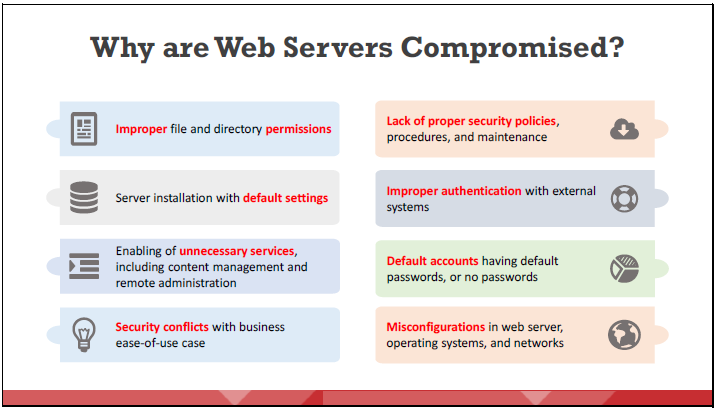 Why are Web Servers Compromised?
Improper file and directory permissions
Server installation with default settings
Enabling of unnecessary services,
including content management and
remote administration
Security conflicts with business
ease-of-use case
Lack of proper security policies,
procedures, and maintenance
Improper authentication with external
systems
Default accounts having default
passwords, or no passwords
Misconfigurations in web server,
operating systems, and networks